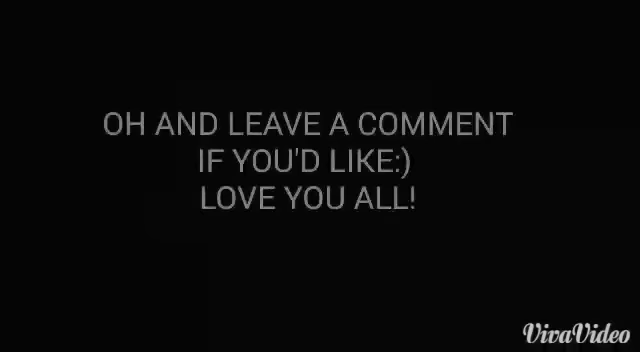 OH AND LEAVE A COMMENT
IF YOU'D LIKE:)
LOVE YOU ALL!
VivaVideo